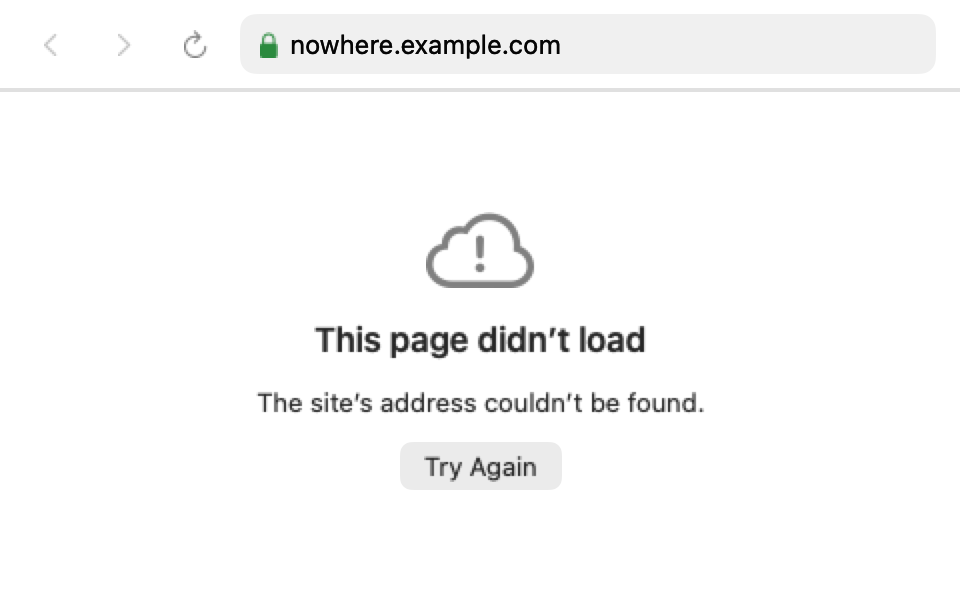 nowhere.example.com
This page didn’t load
The site’s address couldn’t be found.
Try Again